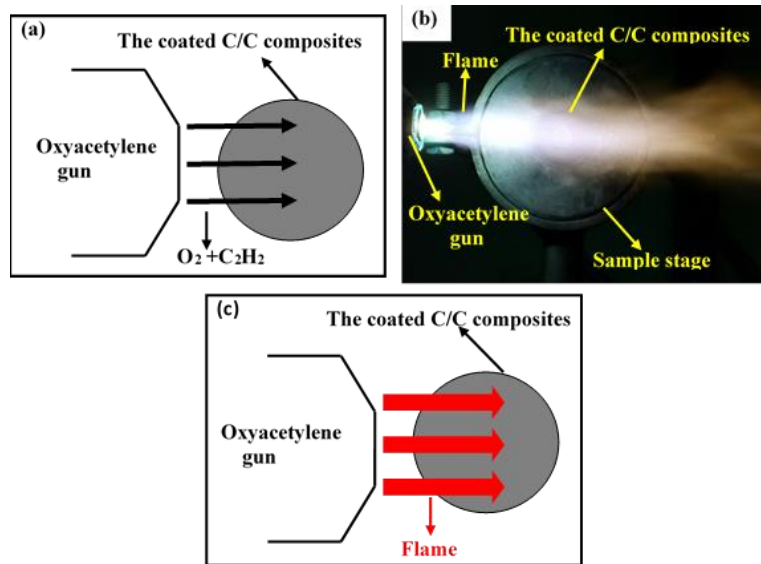 (a)
The coated C/C composites
Oxyacetylene
gun
O₂ +C₂H₂
(b)
The coated C/C composites
Flame
Oxyacetylene
gun
Sample stage
(c)
The coated C/C composites
Oxyacetylene
gun
Flame